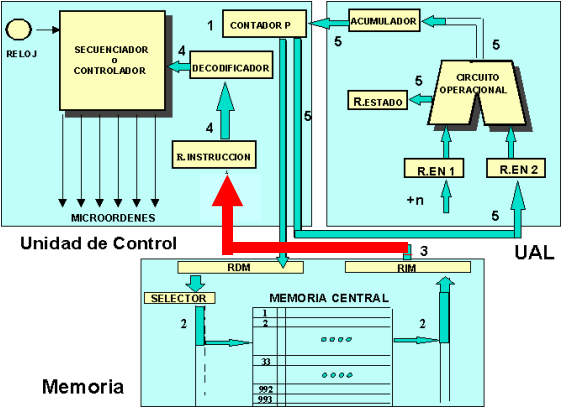 RELOJ
SECUENCIADOR
o
CONTROLADOR
1
CONTADOR P
4
DECODIFICADOR
4
R.INSTRUCCION
MICROORDENES
Unidad de Control
5
5
ACUMULADOR
5
5
R.ESTADO
CIRCUITO
OPERACIONAL
R.EN 1
R.EN 2
+n
5
UAL
3
RDM
RIM
SELECTOR
2
MEMORIA CENTRAL
1
2
33
992
993
2
Memoria